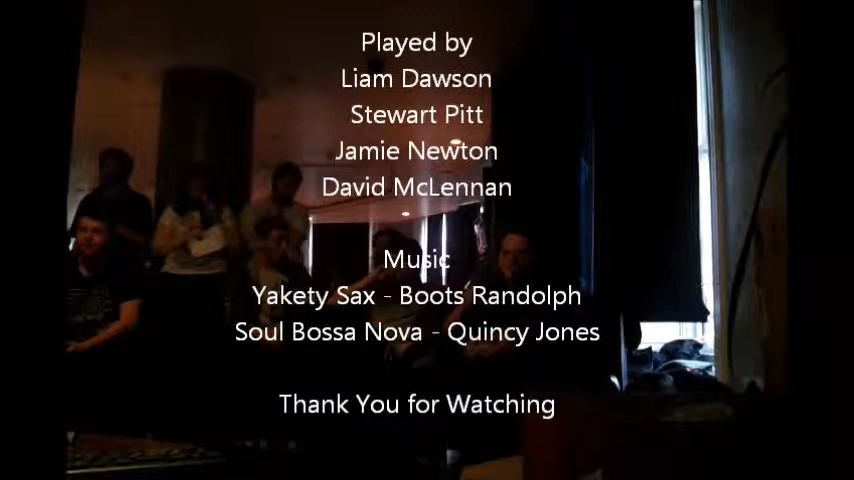 Played by
Liam Dawson
Stewart Pitt
Jamie Newton
David McLennan
Music
Yakety Sax - Boots Randolph
Soul Bossa Nova - Quincy Jones
Thank You for Watching